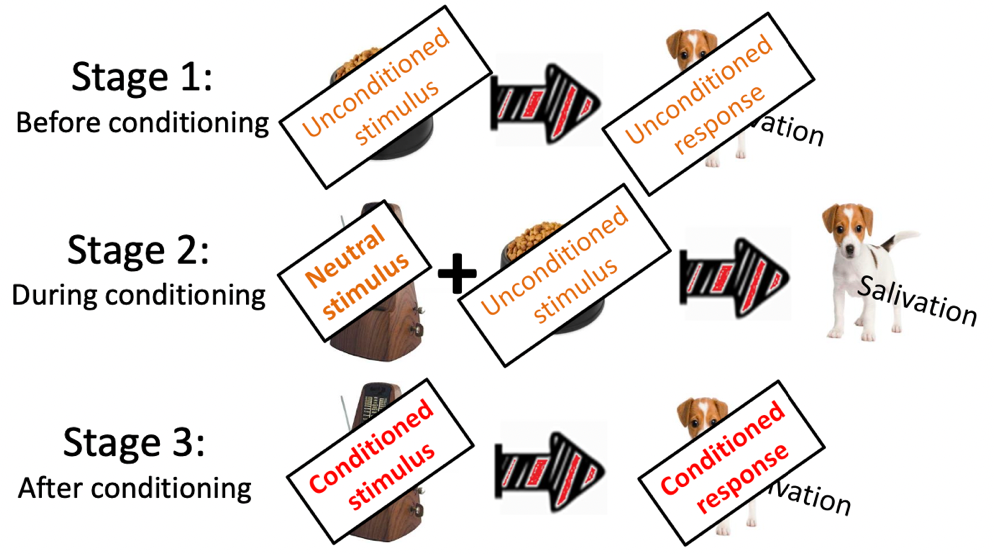 Stage 1:
Before conditioning
Unconditioned
stimulus
Unconditioned
response
vation
Stage 2:
During conditioning
Neutral
stimulus
+
Unconditioned
stimulus
Salivation
Stage 3:
After conditioning
Conditioned
stimulus
Conditioned
response
ivation